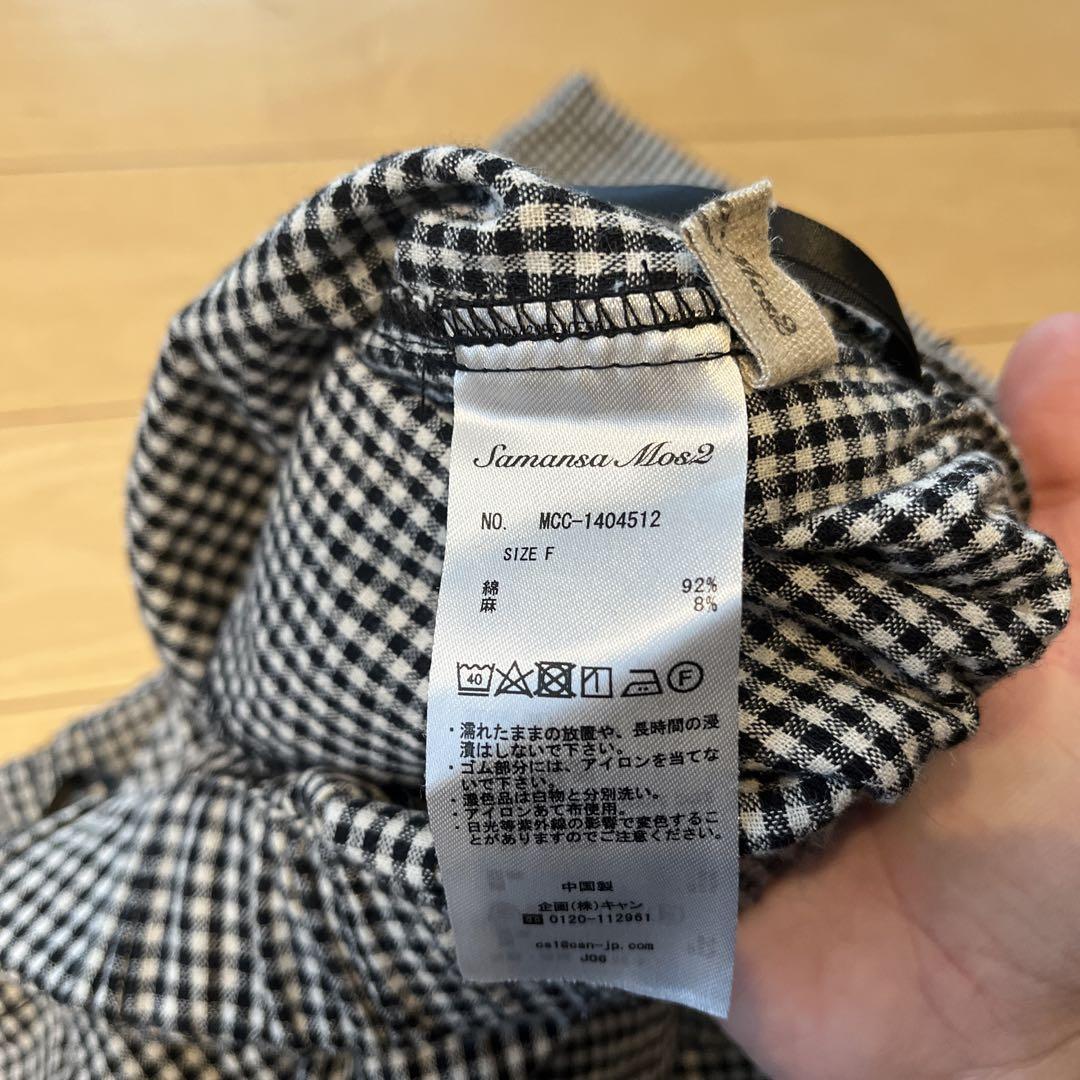 Mos2
Samansa Mos2
NO. MCC-1404512
SIZE F
綿 92%
麻 8%
40 F
・濡れたままの放置や、長時間の浸
漬はしないで下さい。
・ゴム部分には、アイロンを当てな
いで下さい。
・濃色品は白物と分別洗い。
・アイロンあて布使用。
・日光等紫外線の影響で変色するこ
とがありますのでご注意ください。
中国製
企画(株)キャン
0120-112961
cs1@can-jp.com
J06